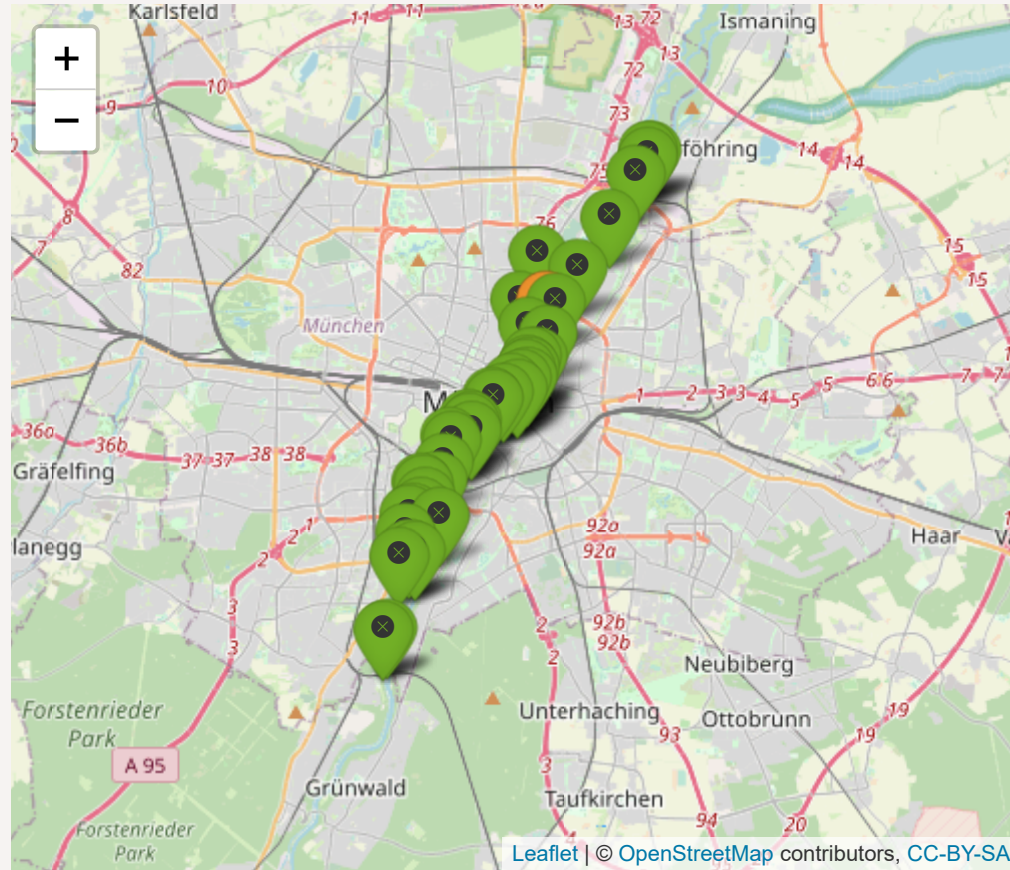 Karlsfeld
11
11
13
72
Ismaning
+
13
10
72
9
−
73
föhring
14
14
75
8
76
7
15
82
15
München
M
1
2
3
3
4
5
5
6
6
7
7
36a
36b
37
37
38
38
Gräfelfing
92a
1
2
Haar
lanegg
2
92a
3
92b
2
92b
3
2
Neubiberg
Forstenrieder
Park
Unterhaching
Ottobrunn
19
93
19
A 95
3
Grünwald
Taufkirchen
94
20
Forstenrieder
Park
4
Leaflet | © OpenStreetMap contributors, CC-BY-SA